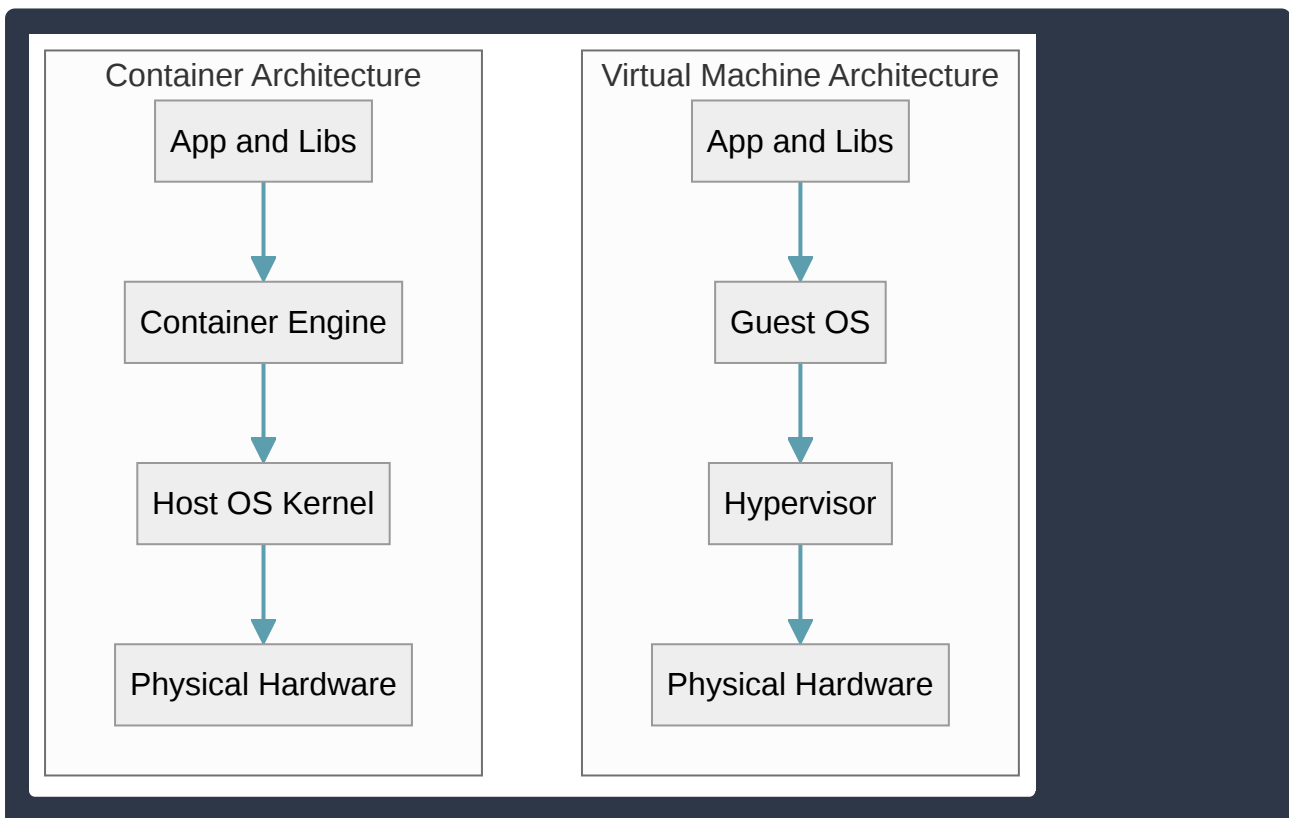 Container Architecture
App and Libs
Container Engine
Host OS Kernel
Physical Hardware
Virtual Machine Architecture
App and Libs
Guest OS
Hypervisor
Physical Hardware